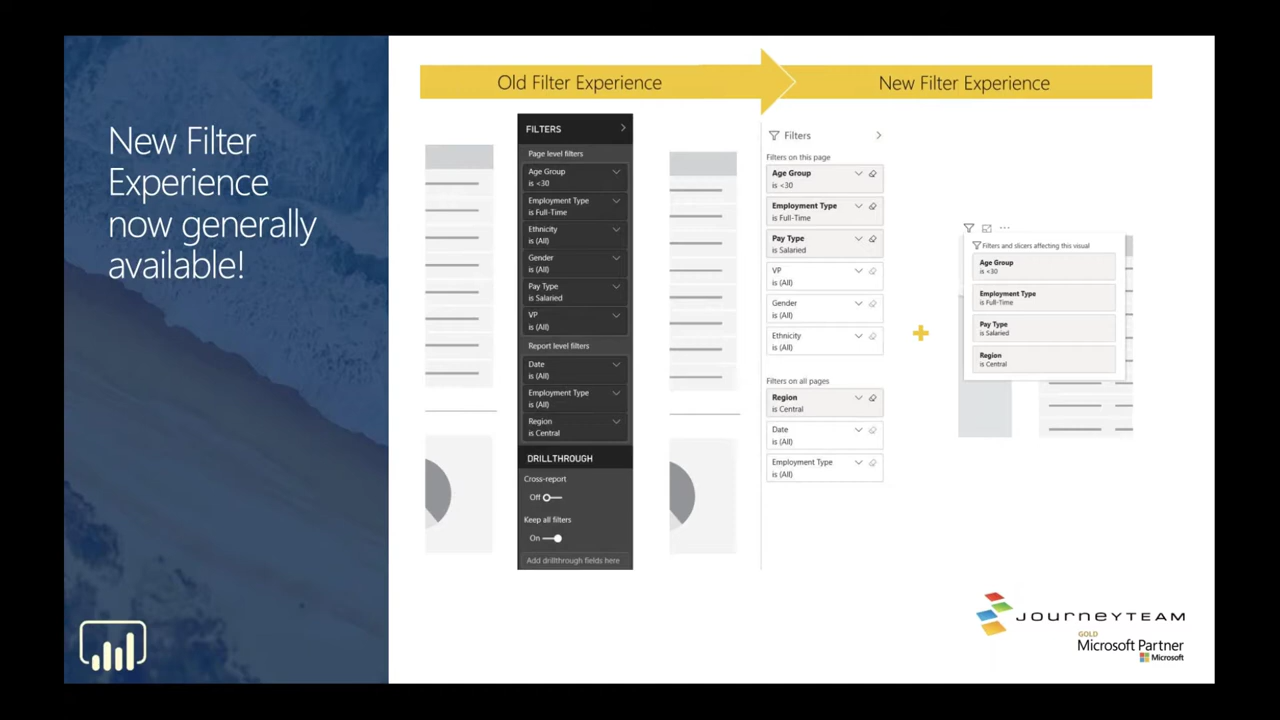 New Filter
Experience
now generally
available!
Old Filter Experience
New Filter Experience
FILTERS
Page level filters
Age Group
is <30
Employment Type
is Full-Time
Ethnicity
is (All)
Gender
is (All)
Pay Type
is Salaried
VP
is (All)
Report level filters
Date
is (All)
Employment Type
is (All)
Region
is Central
DRILLTHROUGH
Cross-report
Off
Keep all filters
On
Add drillthrough fields here
Filters
Filters on this page
Age Group
is <30
Employment Type
is Full-Time
Pay Type
is Salaried
VP
is (All)
Gender
is (All)
Ethnicity
is (All)
Filters on all pages
Region
is Central
Date
is (All)
Employment Type
is (All)
Filters and slicers affecting this visual
Age Group
is <30
Employment Type
is Full-Time
Pay Type
is Salaried
Region
is Central
JOURNEYTEAM
GOLD
Microsoft Partner
Microsoft